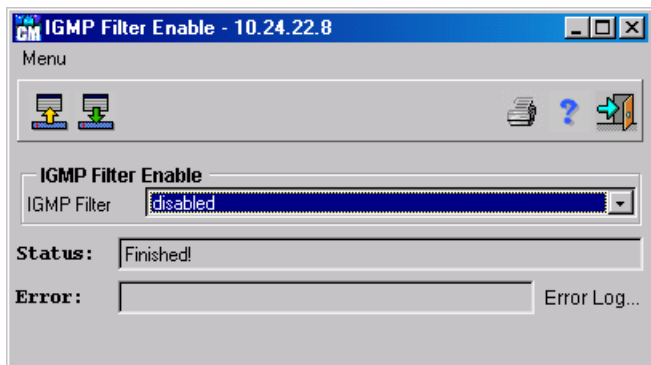 CM IGMP Filter Enable - 10.24.22.8
Menu
?
IGMP Filter Enable
IGMP Filter disabled
Status: Finished!
Error: Error Log...